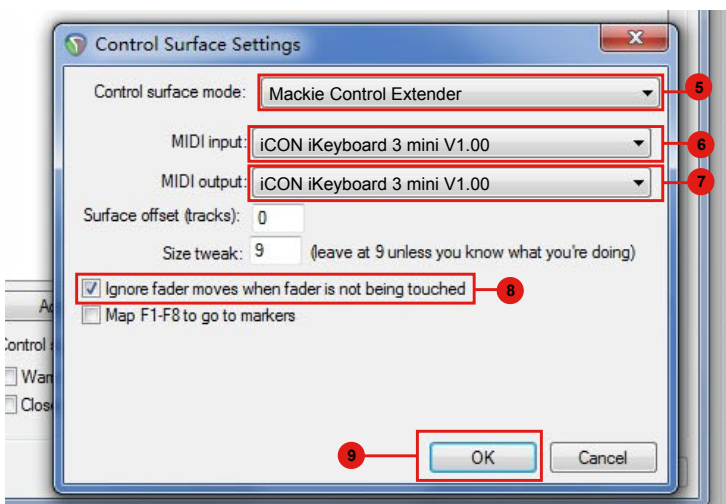 Control Surface Settings
Control surface mode: Mackie Control Extender
5
MIDI input: iCON iKeyboard 3 mini V1.00
6
MIDI output: iCON iKeyboard 3 mini V1.00
7
Surface offset (tracks): 0
Size tweak: 9 (leave at 9 unless you know what you're doing)
Ignore fader moves when fader is not being touched
8
Map F1-F8 to go to markers
9
OK
Cancel